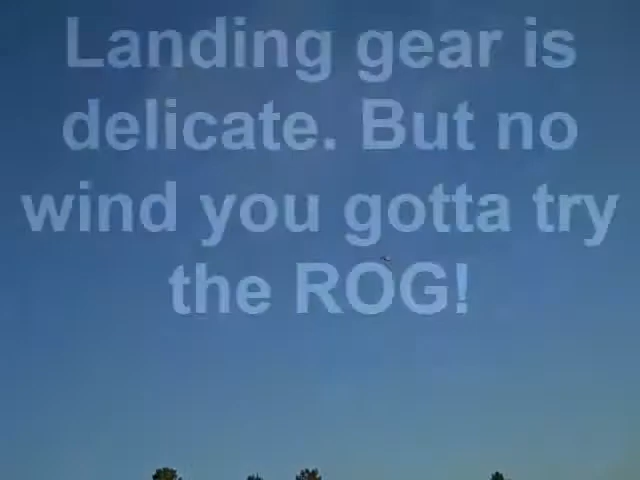 Landing gear is
delicate. But no
wind you gotta try
the ROG!